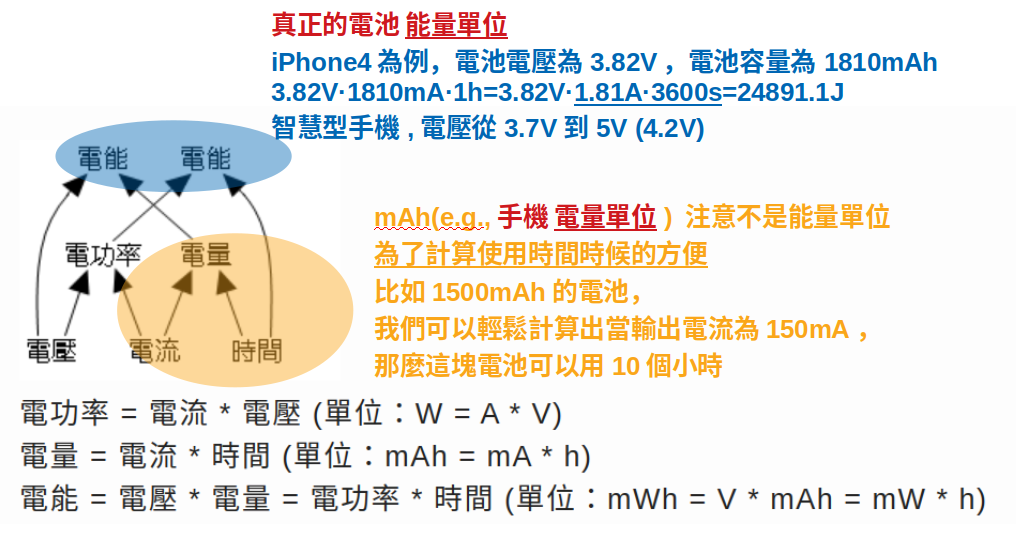 真正的電池 能量單位
iPhone4 為例，電池電壓為 3.82V ，電池容量為 1810mAh
3.82V·1810mA·1h=3.82V·1.81A·3600s=24891.1J
智慧型手機 , 電壓從 3.7V 到 5V (4.2V)
電能 電能
mAh(e.g., 手機 電量單位 ) 注意不是能量單位
為了計算使用時間時候的方便
電功率 電量
比如 1500mAh 的電池，
我們可以輕鬆計算出當輸出電流為 150mA ，
電壓 電流 時間
那麼這塊電池可以用 10 個小時
電功率 = 電流 * 電壓 (單位：W = A * V)
電量 = 電流 * 時間 (單位：mAh = mA * h)
電能 = 電壓 * 電量 = 電功率 * 時間 (單位：mWh = V * mAh = mW * h)